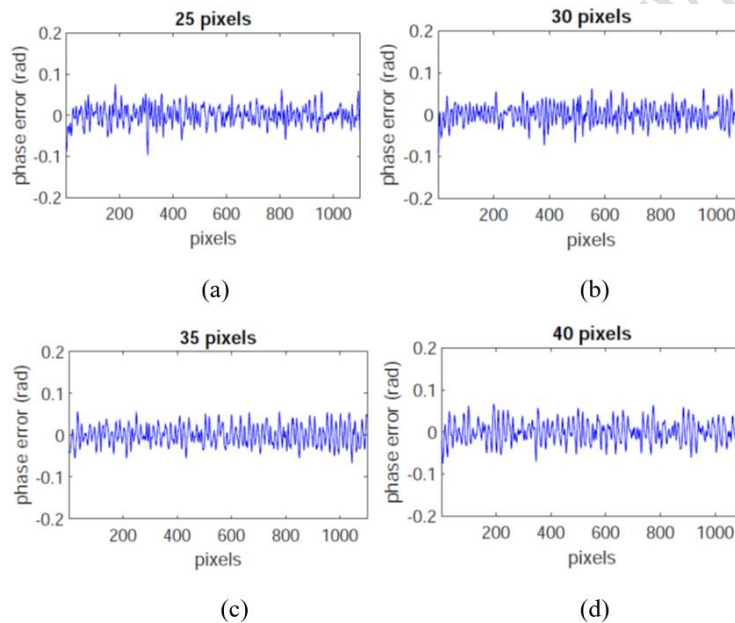 25 pixels
phase error (rad)
0.2
0.1
0
-0.1
-0.2
200 400 600 800 1000
pixels
(a)
30 pixels
phase error (rad)
0.2
0.1
0
-0.1
-0.2
200 400 600 800 1000
pixels
(b)
35 pixels
phase error (rad)
0.2
0.1
0
-0.1
-0.2
200 400 600 800 1000
pixels
(c)
40 pixels
phase error (rad)
0.2
0.1
0
-0.1
-0.2
200 400 600 800 1000
pixels
(d)